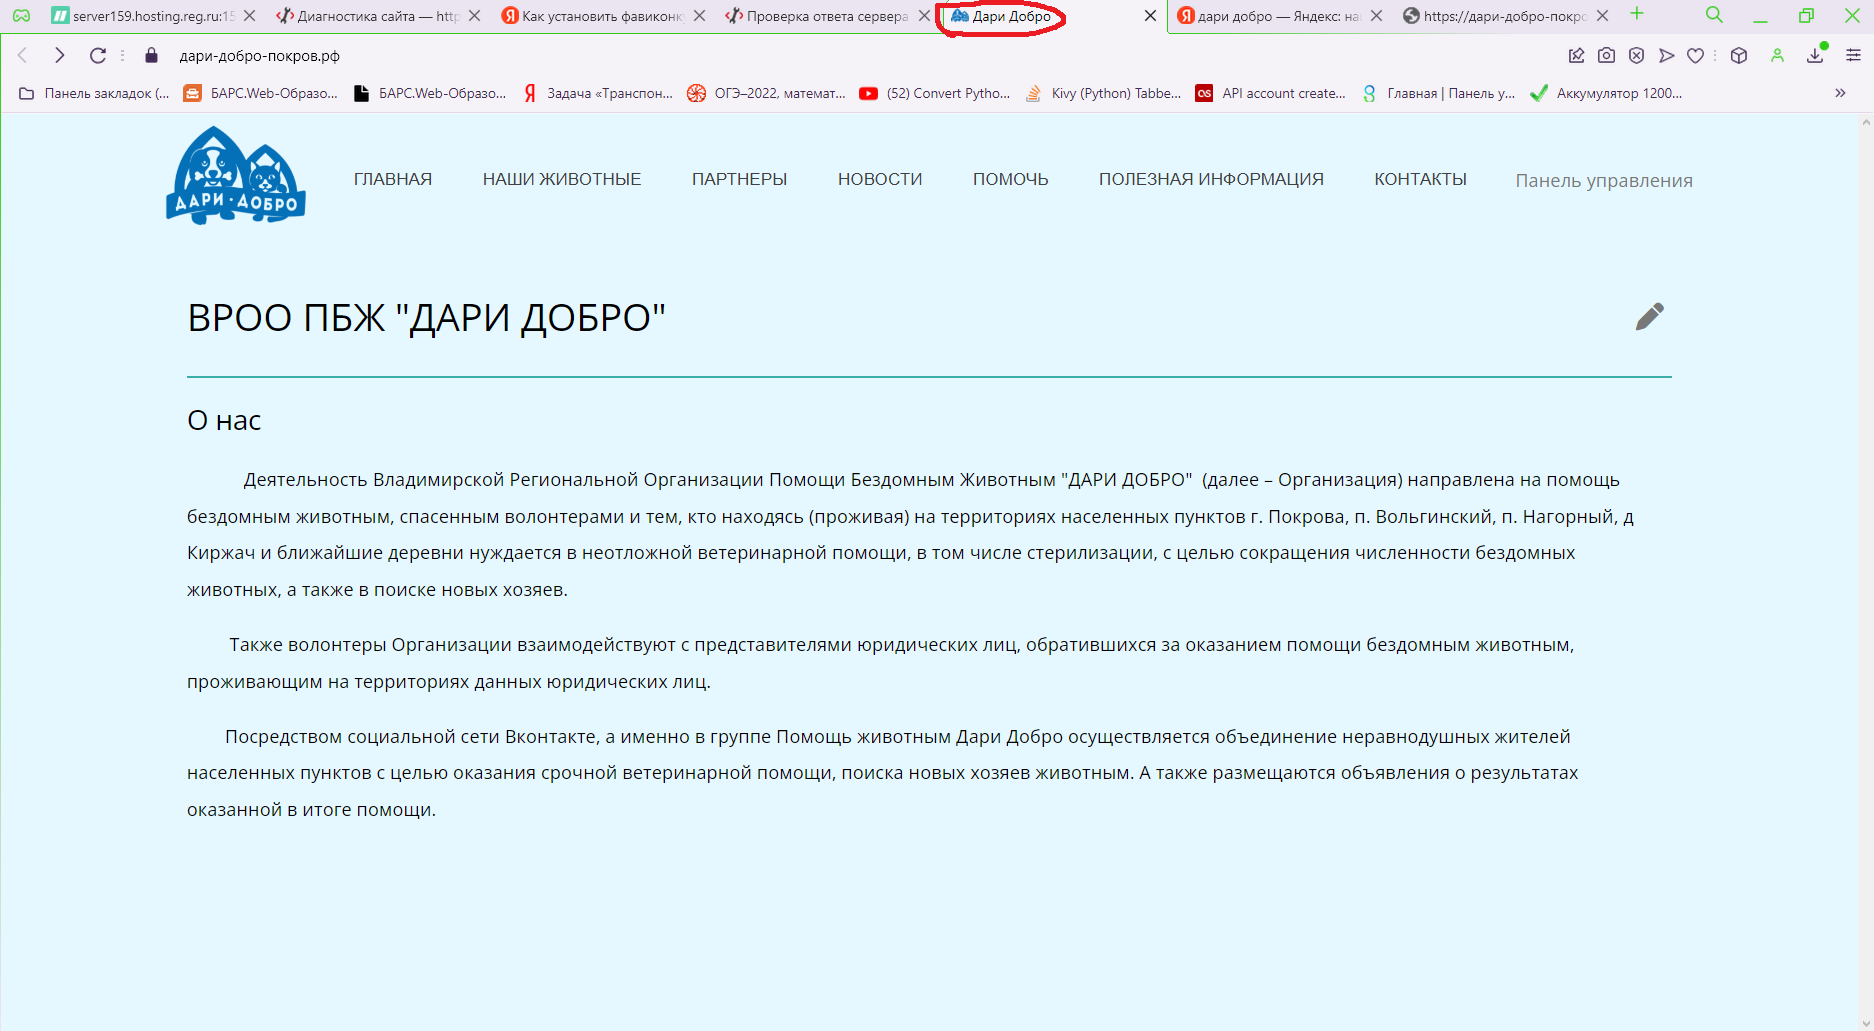 server159.hosting.reg.ru:15
Диагностика сайта — http
Как установить фавиконк
Проверка ответа сервера
Дари Добро
дари добро — Яндекс: на
https://дари-добро-покро
дари-добро-покров.рф
Панель закладок (...
БАРС.Web-Образо...
БАРС.Web-Образо...
Задача «Транспон...
ОГЭ–2022, математ...
(52) Convert Pytho...
Kivy (Python) Tabbe...
API account create...
Главная | Панель у...
Аккумулятор 1200...
ДАРИ·ДОБРО
ГЛАВНАЯ
НАШИ ЖИВОТНЫЕ
ПАРТНЕРЫ
НОВОСТИ
ПОМОЧЬ
ПОЛЕЗНАЯ ИНФОРМАЦИЯ
КОНТАКТЫ
Панель управления
ВРОО ПБЖ "ДАРИ ДОБРО"
О нас
Деятельность Владимирской Региональной Организации Помощи Бездомным Животным "ДАРИ ДОБРО" (далее – Организация) направлена на помощь
бездомным животным, спасенным волонтерами и тем, кто находясь (проживая) на территориях населенных пунктов г. Покрова, п. Вольгинский, п. Нагорный, д
Киржач и ближайшие деревни нуждается в неотложной ветеринарной помощи, в том числе стерилизации, с целью сокращения численности бездомных
животных, а также в поиске новых хозяев.
Также волонтеры Организации взаимодействуют с представителями юридических лиц, обратившихся за оказанием помощи бездомным животным,
проживающим на территориях данных юридических лиц.
Посредством социальной сети Вконтакте, а именно в группе Помощь животным Дари Добро осуществляется объединение неравнодушных жителей
населенных пунктов с целью оказания срочной ветеринарной помощи, поиска новых хозяев животным. А также размещаются объявления о результатах
оказанной в итоге помощи.